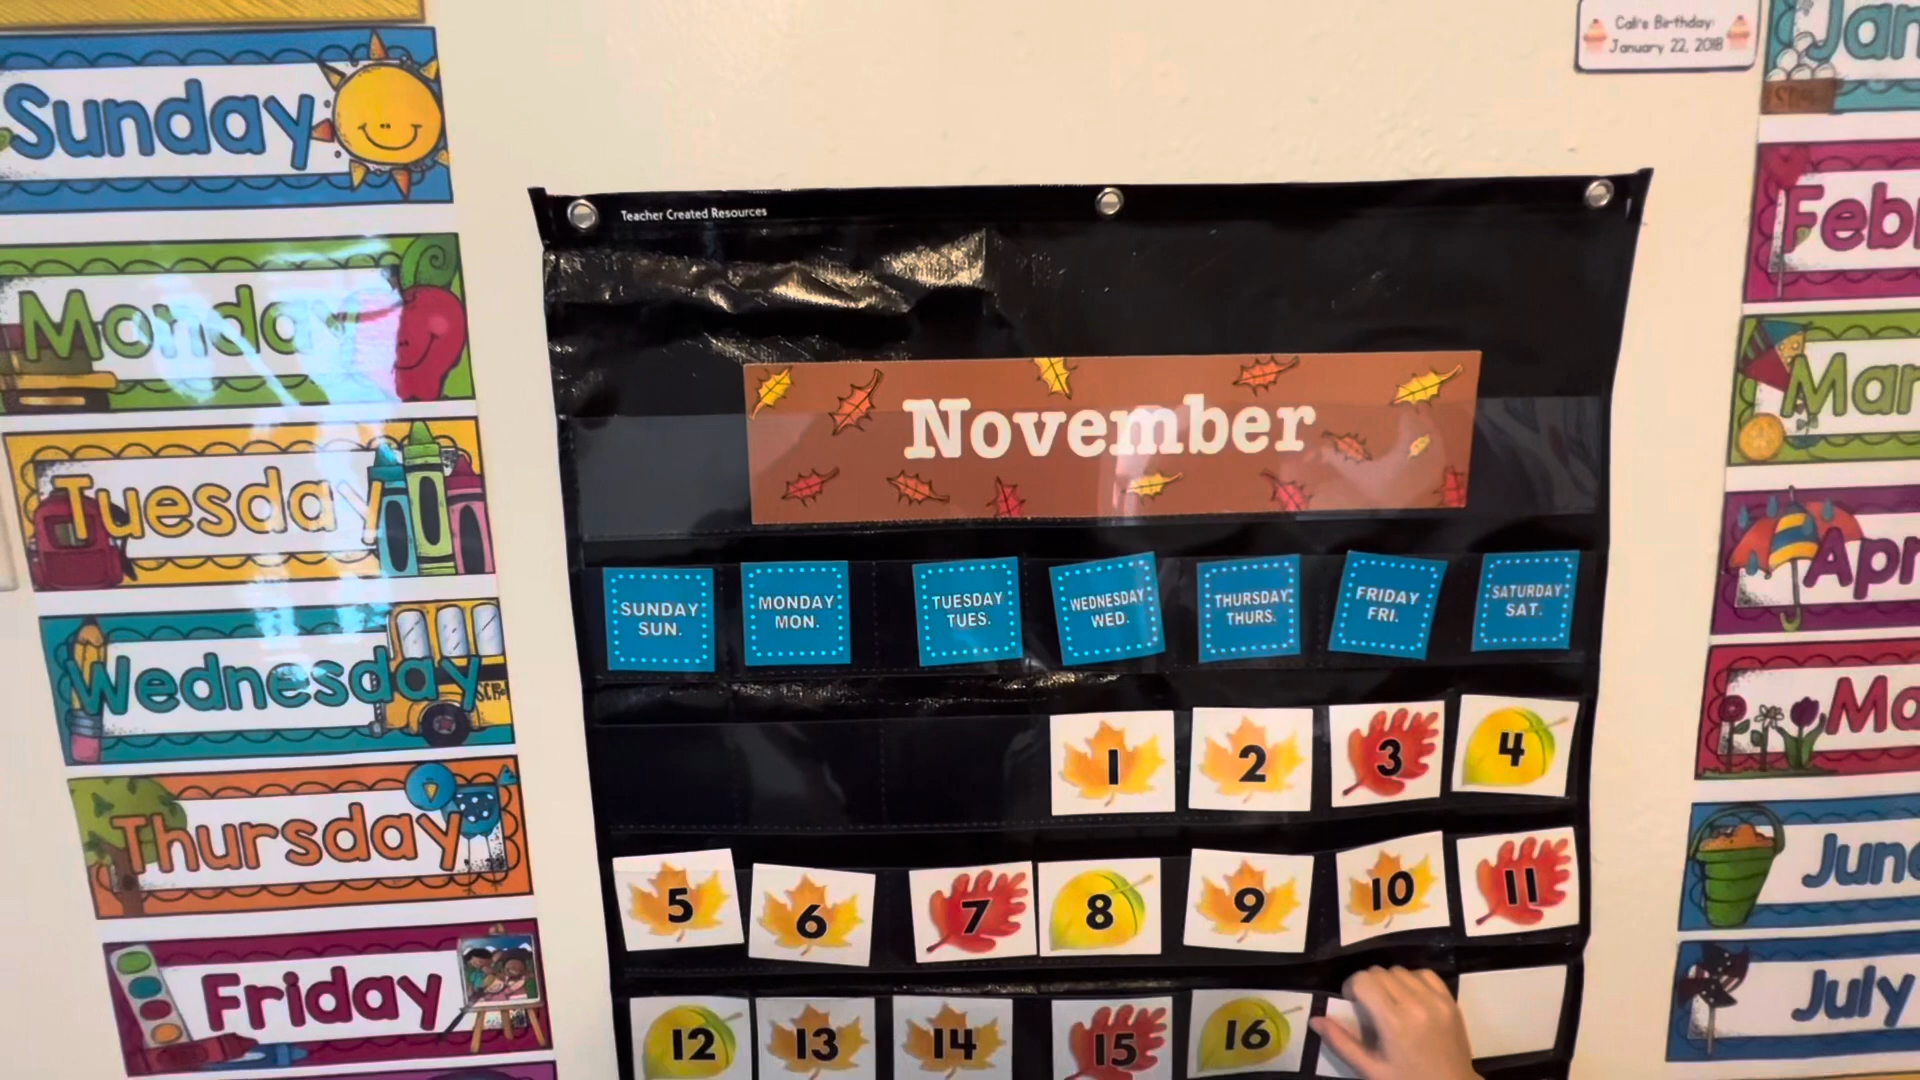 Sunday
Monday
Tuesday
Wednesday
Thursday
Friday
Teacher Created Resources
November
SUNDAY
SUN.
MONDAY
MON.
TUESDAY
TUES.
WEDNESDAY
WED.
THURSDAY
THURS.
FRIDAY
FRI.
SATURDAY
SAT.
1 2 3 4
5 6 7 8 9 10 11
12 13 14 15 16
Cali's Birthday:
January 22, 2018
Jan
Feb
Mar
Apr
Ma
June
July